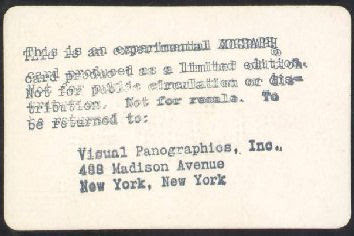 This is an experimental XOGRAPH
card produced as a limited edition.
Not for public circulation or dis-
tribution. Not for resale. To
be returned to:
Visual Panographics, Inc.
488 Madison Avenue
New York, New York